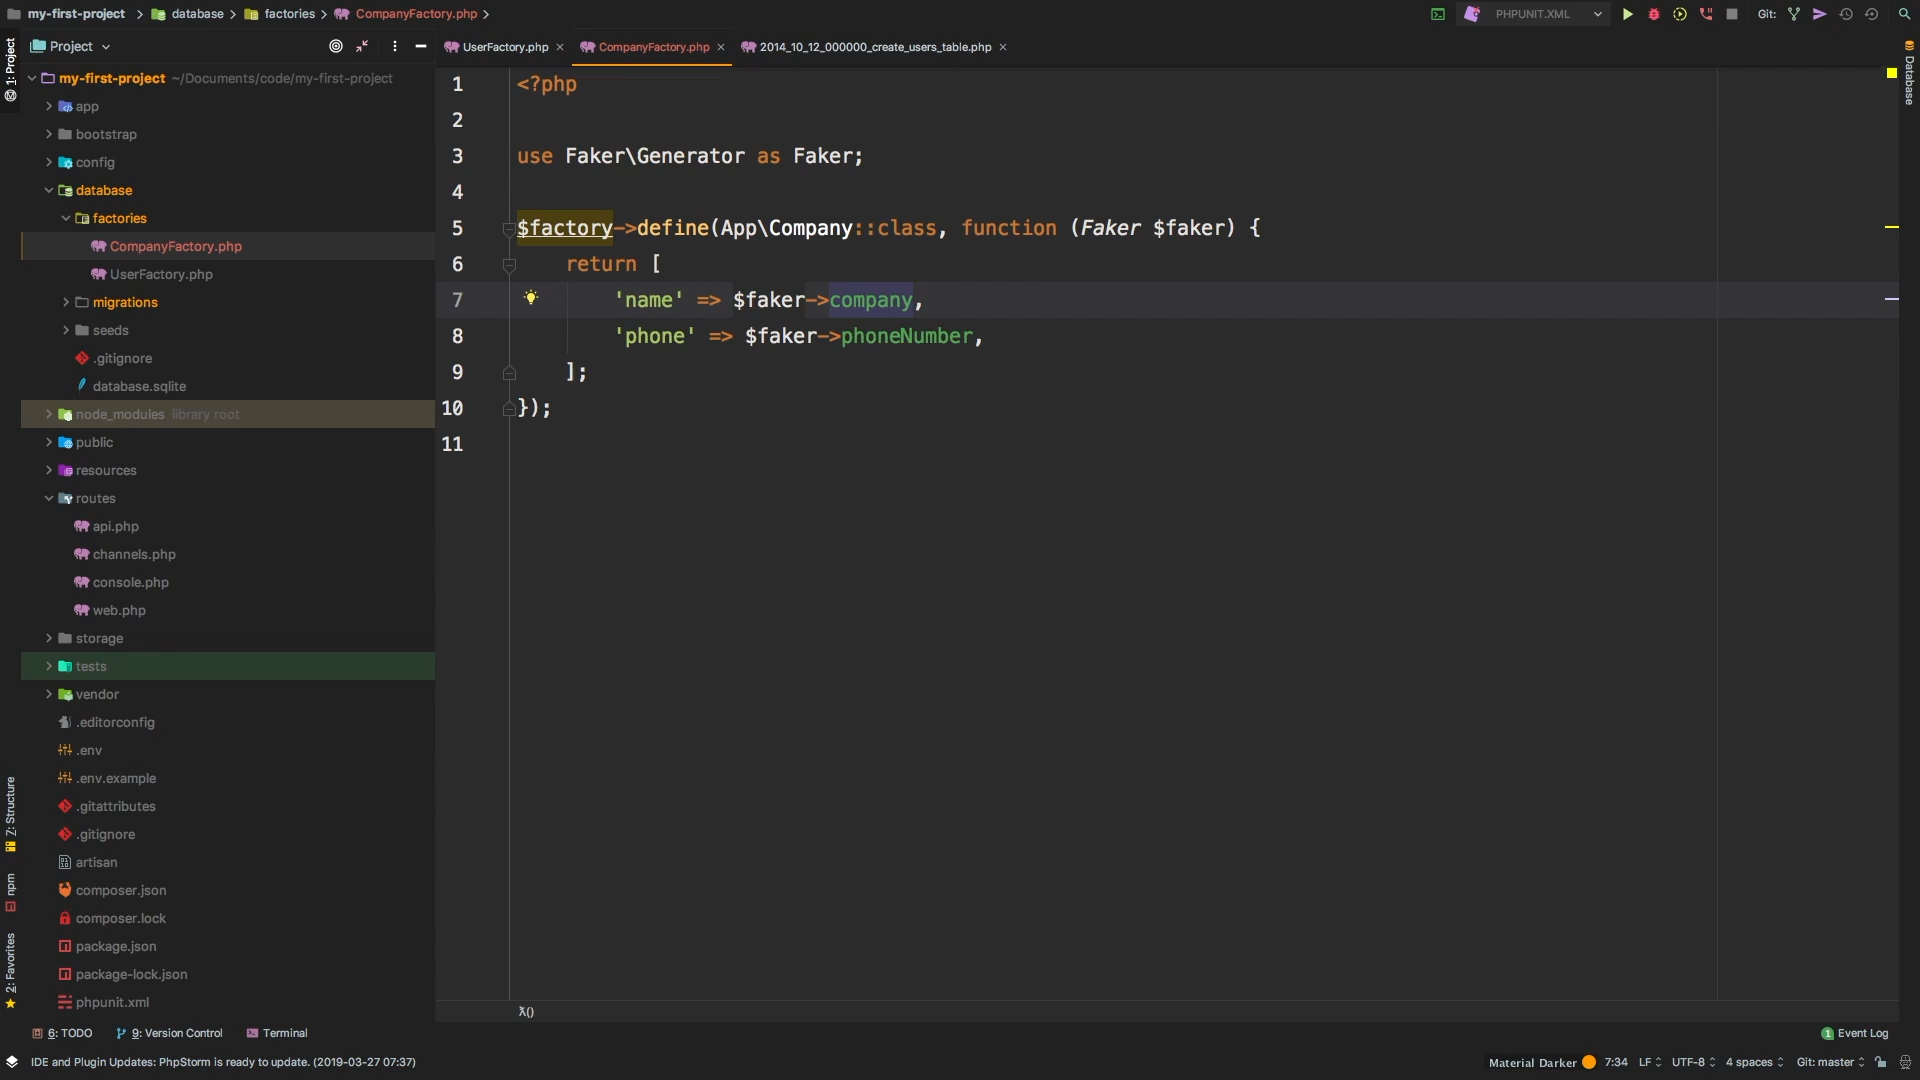 my-first-project
database
factories
CompanyFactory.php
PHPUNIT.XML
Git:
1: Project
Project
UserFactory.php
CompanyFactory.php
2014_10_12_000000_create_users_table.php
Database
my-first-project ~/Documents/code/my-first-project
app
bootstrap
config
database
factories
CompanyFactory.php
UserFactory.php
migrations
seeds
.gitignore
database.sqlite
node_modules library root
public
resources
routes
api.php
channels.php
console.php
web.php
storage
tests
vendor
.editorconfig
.env
.env.example
.gitattributes
.gitignore
artisan
composer.json
composer.lock
package.json
package-lock.json
phpunit.xml
Z: Structure
npm
2: Favorites
1 <?php
2
3 use Faker\Generator as Faker;
4
5 $factory->define(App\Company::class, function (Faker $faker) {
6 return [
7 'name' => $faker->company,
8 'phone' => $faker->phoneNumber,
9 ];
10 });
11
λ()
6: TODO
9: Version Control
Terminal
1 Event Log
IDE and Plugin Updates: PhpStorm is ready to update. (2019-03-27 07:37)
Material Darker
7:34
LF
UTF-8
4 spaces
Git: master